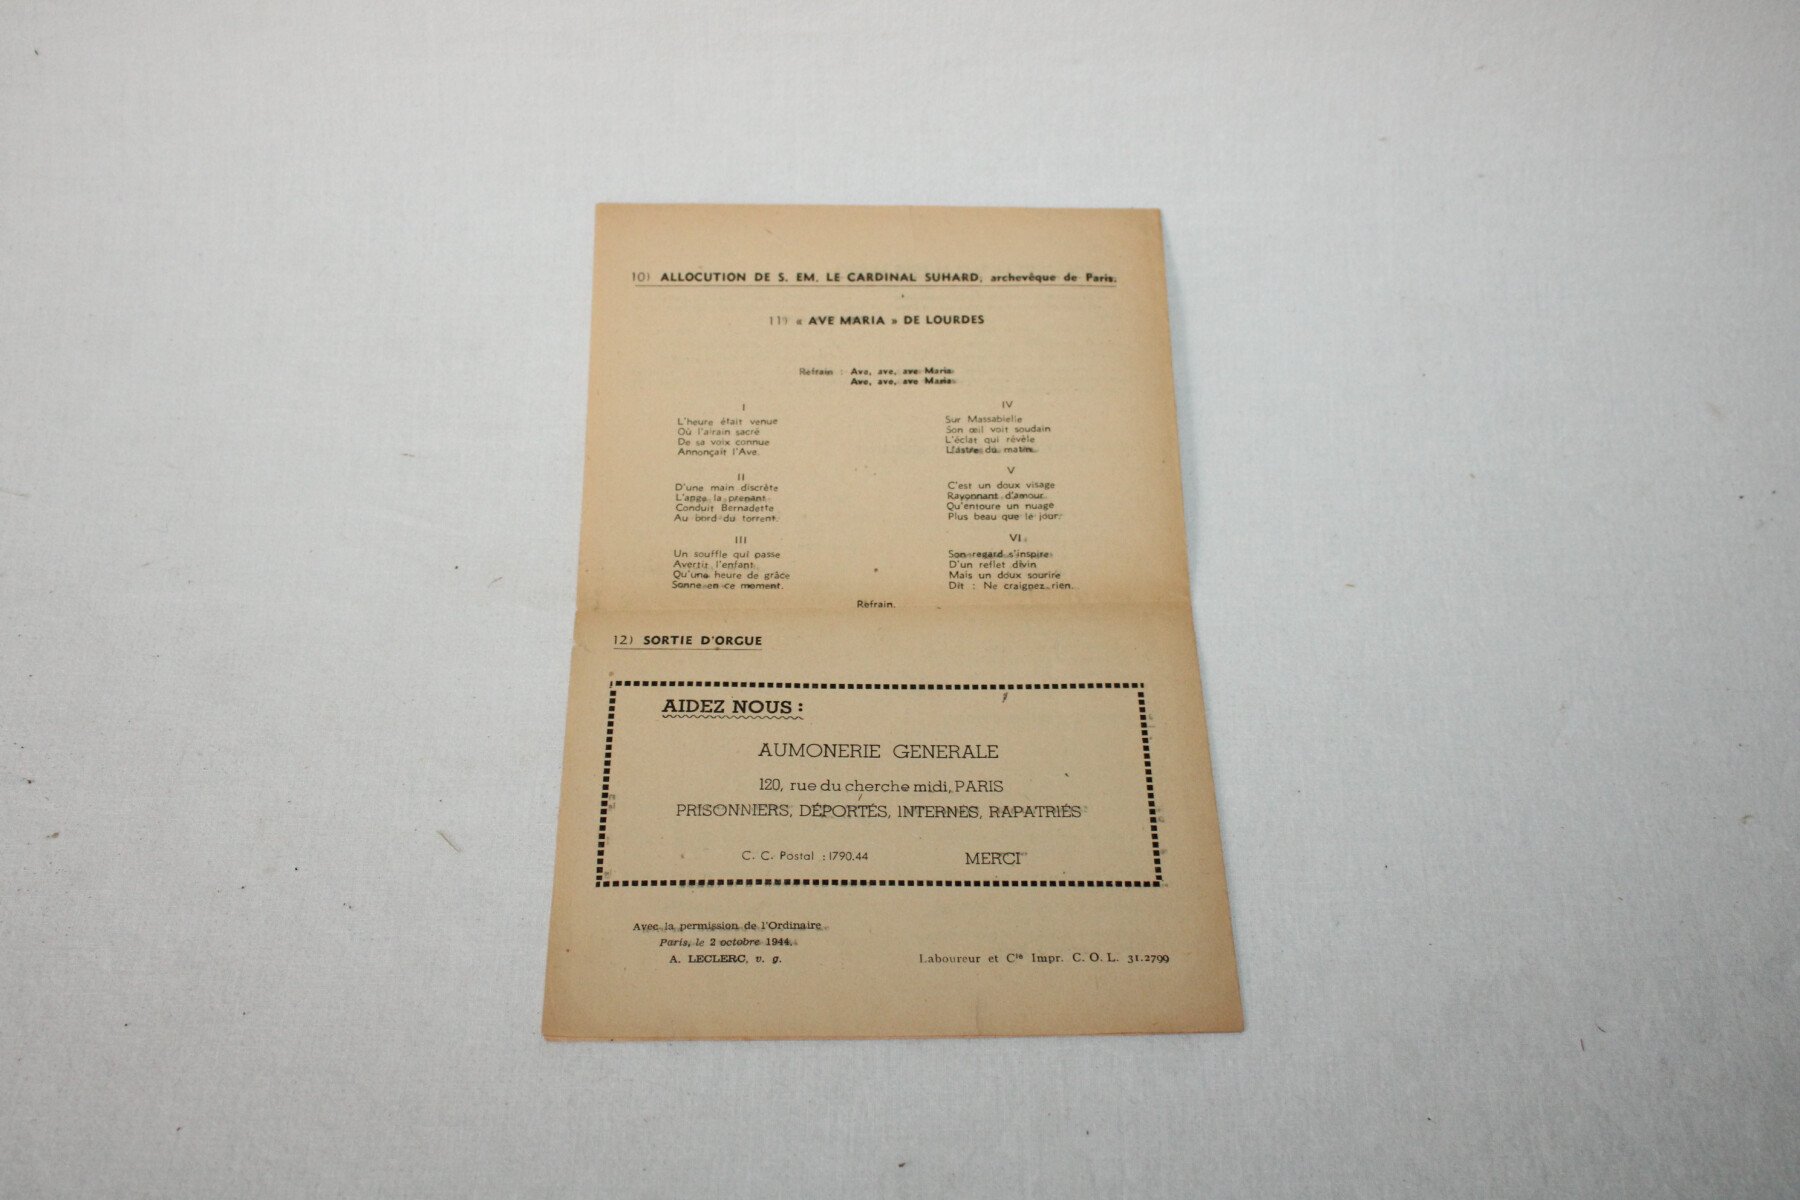 10) ALLOCUTION DE S. EM. LE CARDINAL SUHARD, archevêque de Paris.
11) « AVE MARIA » DE LOURDES
Refrain : Ave, ave, ave Maria
Ave, ave, ave Maria
I
L'heure était venue
Où l'airain sacré
De sa voix connue
Annonçait l'Ave.
II
D'une main discrète
L'ange la prenant
Conduit Bernadette
Au bord du torrent.
III
Un souffle qui passe
Avertir l'enfant
Qu'une heure de grâce
Sonne en ce moment.
IV
Sur Massabielle
Son œil voit soudain
L'éclat qui révèle
L'astre du matin.
V
C'est un doux visage
Rayonnant d'amour
Qu'entoure un nuage
Plus beau que le jour.
VI
Son regard s'inspire
D'un reflet divin
Mais un doux sourire
Dit : Ne craignez rien.
Refrain.
12) SORTIE D'ORGUE
AIDEZ NOUS :
AUMONERIE GENERALE
120, rue du cherche midi, PARIS
PRISONNIERS, DÉPORTÉS, INTERNÉS, RAPATRIÉS
C. C. Postal : 1790.44 MERCI
Avec la permission de l'Ordinaire.
Paris, le 2 octobre 1944.
A. LECLERC, v. g.
Laboureur et Cie Impr. C. O. L. 31.2799